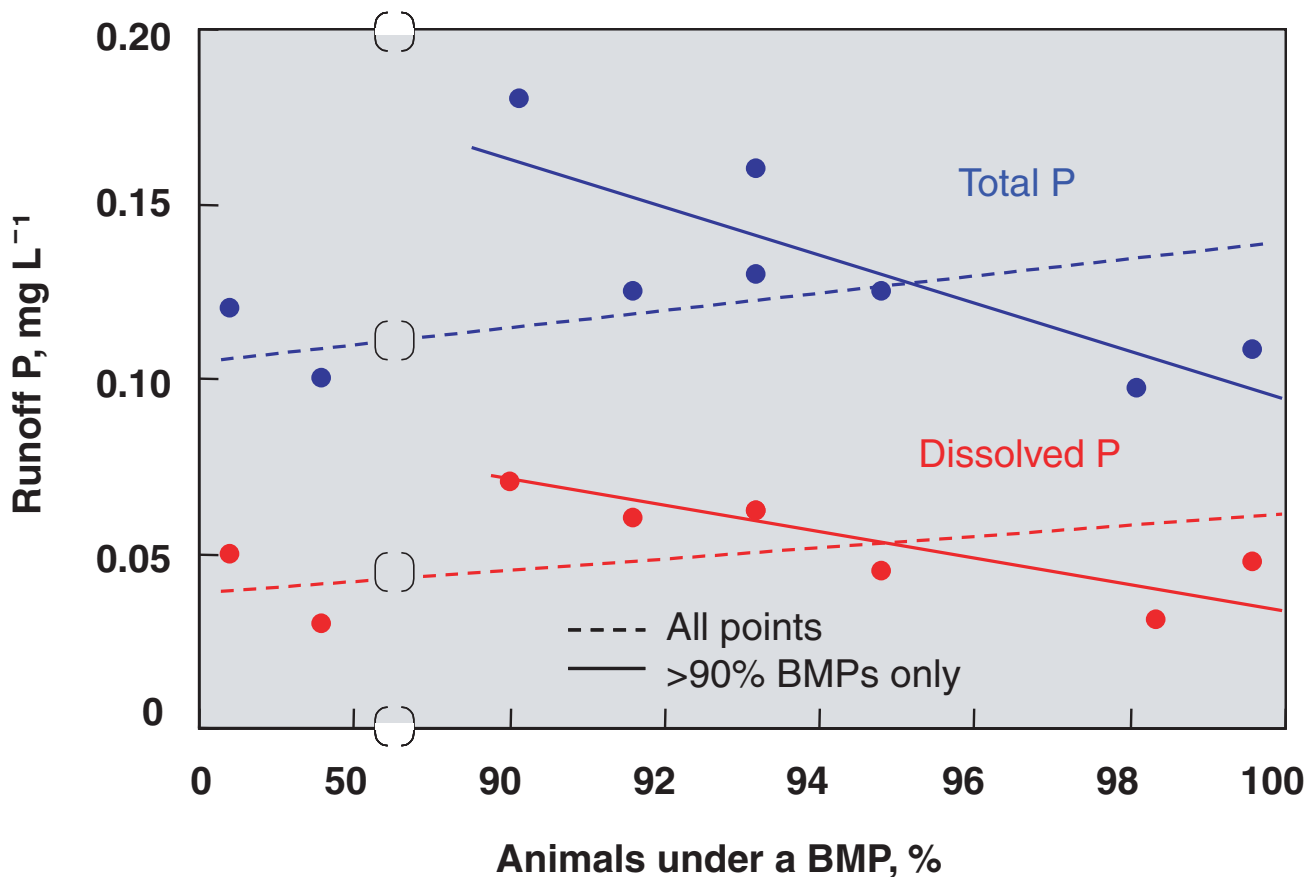 0.20
0.15
0.10
0.05
0
Runoff P, mg L⁻¹
Total P
Dissolved P
All points
>90% BMPs only
0 50 90 92 94 96 98 100
Animals under a BMP, %